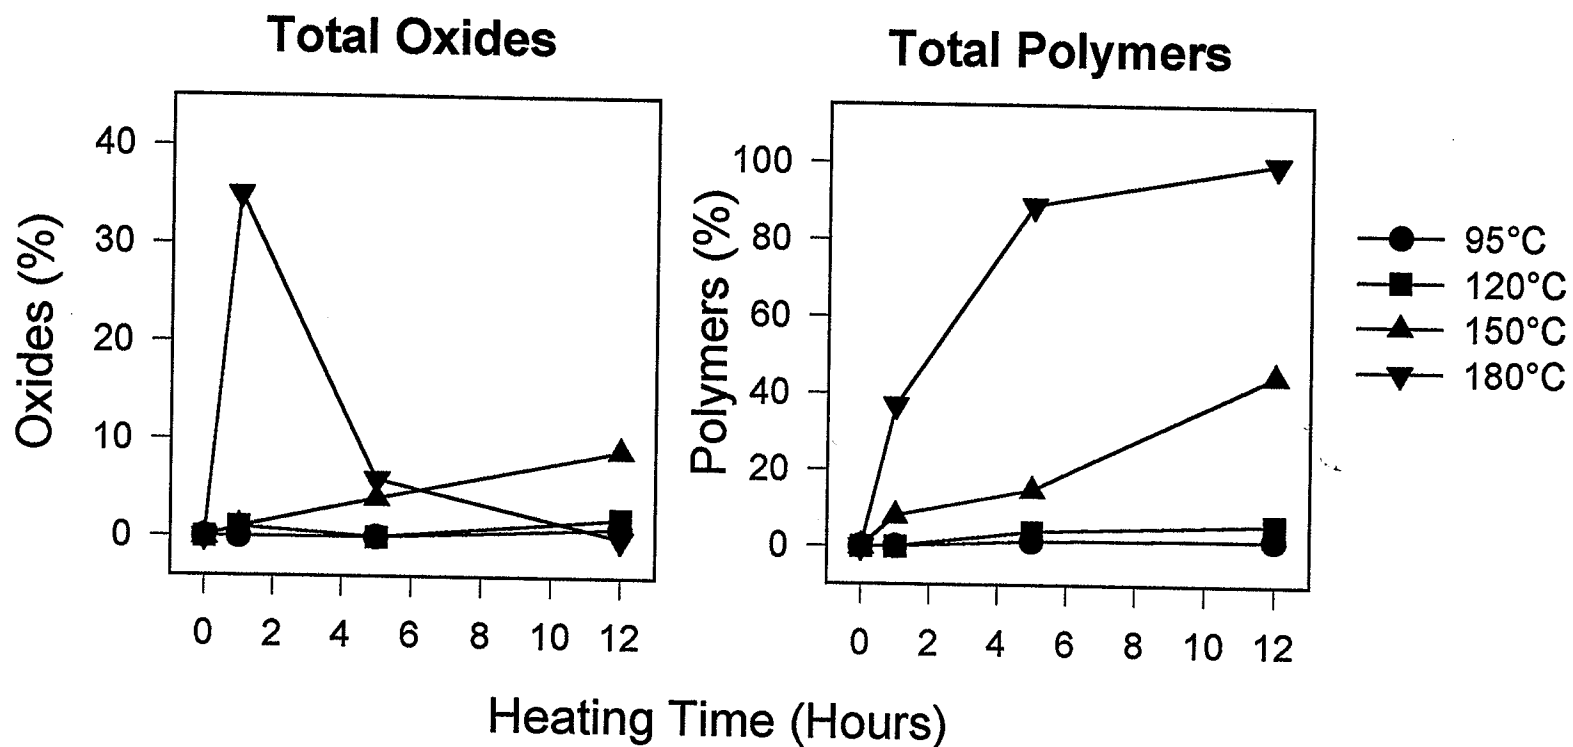 Total Oxides
Oxides (%)
40
30
20
10
0
0 2 4 6 8 10 12
Total Polymers
Polymers (%)
100
80
60
40
20
0
0 2 4 6 8 10 12
95°C
120°C
150°C
180°C
Heating Time (Hours)